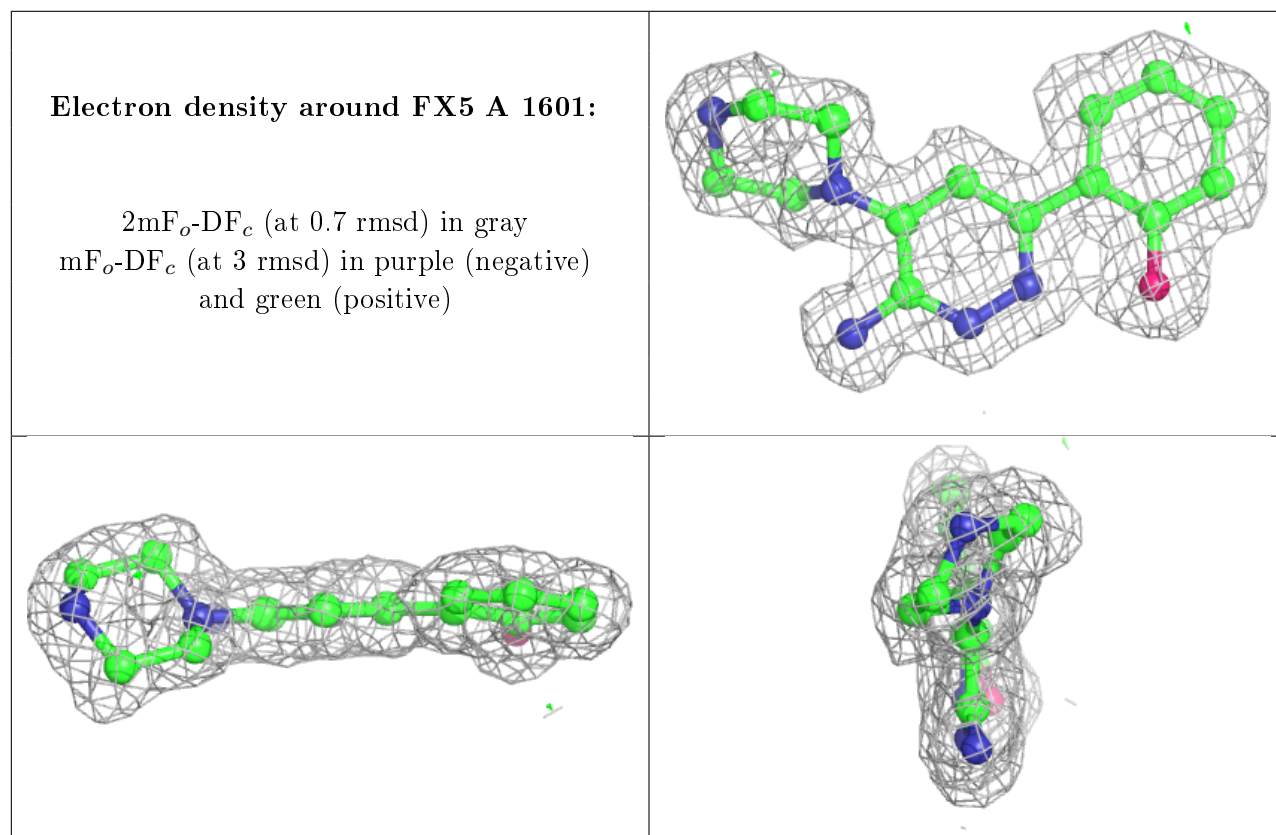 Electron density around FX5 A 1601:
2mFo-DFc (at 0.7 rmsd) in gray
mFo-DFc (at 3 rmsd) in purple (negative)
and green (positive)